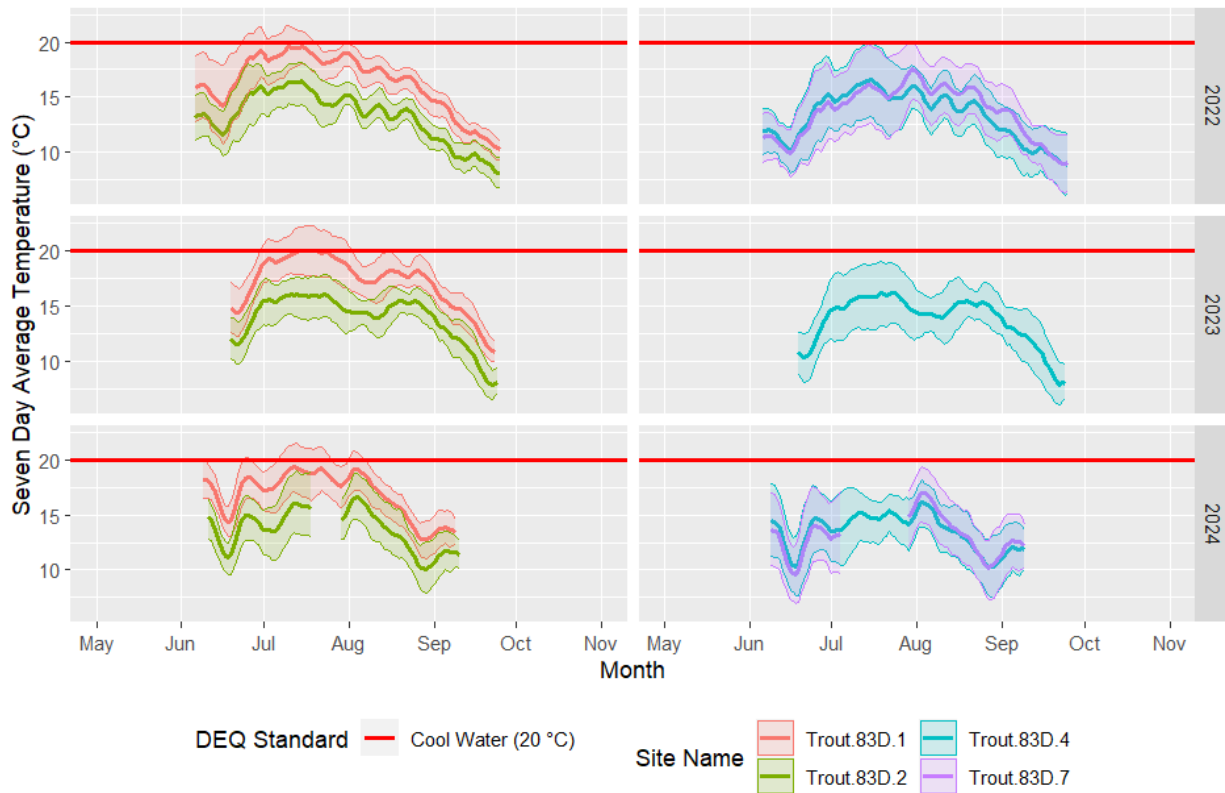 Seven Day Average Temperature (°C)
20
15
10
2022
20
15
10
2023
20
15
10
2024
May Jun Jul Aug Sep Oct Nov May Jun Jul Aug Sep Oct Nov
Month
DEQ Standard Cool Water (20 °C)
Site Name
Trout.83D.1 Trout.83D.4
Trout.83D.2 Trout.83D.7